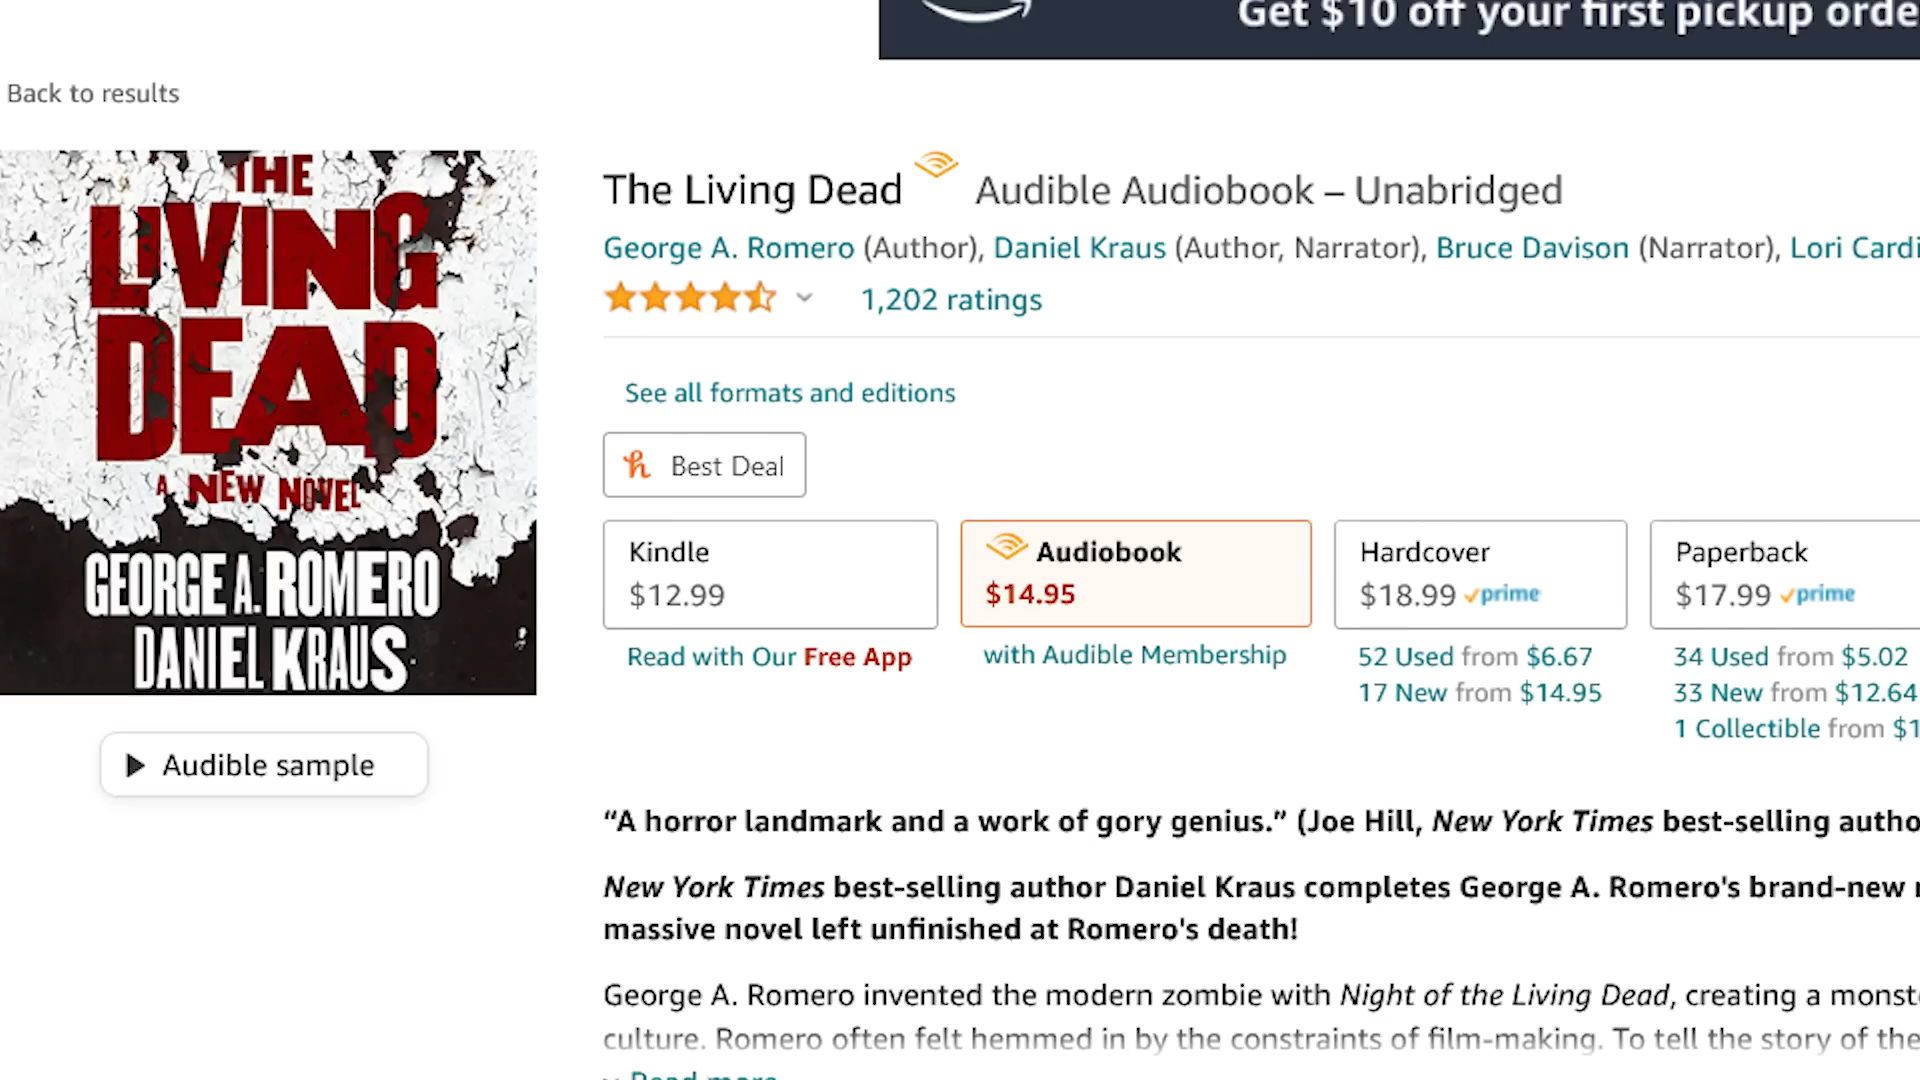 Get $10 off your first pickup orde
Back to results
THE
LIVING
DEAD
A NEW NOVEL
GEORGE A. ROMERO
DANIEL KRAUS
Audible sample
The Living Dead Audible Audiobook – Unabridged
George A. Romero (Author), Daniel Kraus (Author, Narrator), Bruce Davison (Narrator), Lori Cardi
1,202 ratings
See all formats and editions
Best Deal
Kindle
$12.99
Read with Our Free App
Audiobook
$14.95
with Audible Membership
Hardcover
$18.99 prime
52 Used from $6.67
17 New from $14.95
Paperback
$17.99 prime
34 Used from $5.02
33 New from $12.64
1 Collectible from $1
“A horror landmark and a work of gory genius.” (Joe Hill, New York Times best-selling autho
New York Times best-selling author Daniel Kraus completes George A. Romero's brand-new
massive novel left unfinished at Romero's death!
George A. Romero invented the modern zombie with Night of the Living Dead, creating a monst
culture. Romero often felt hemmed in by the constraints of film-making. To tell the story of the
Read more